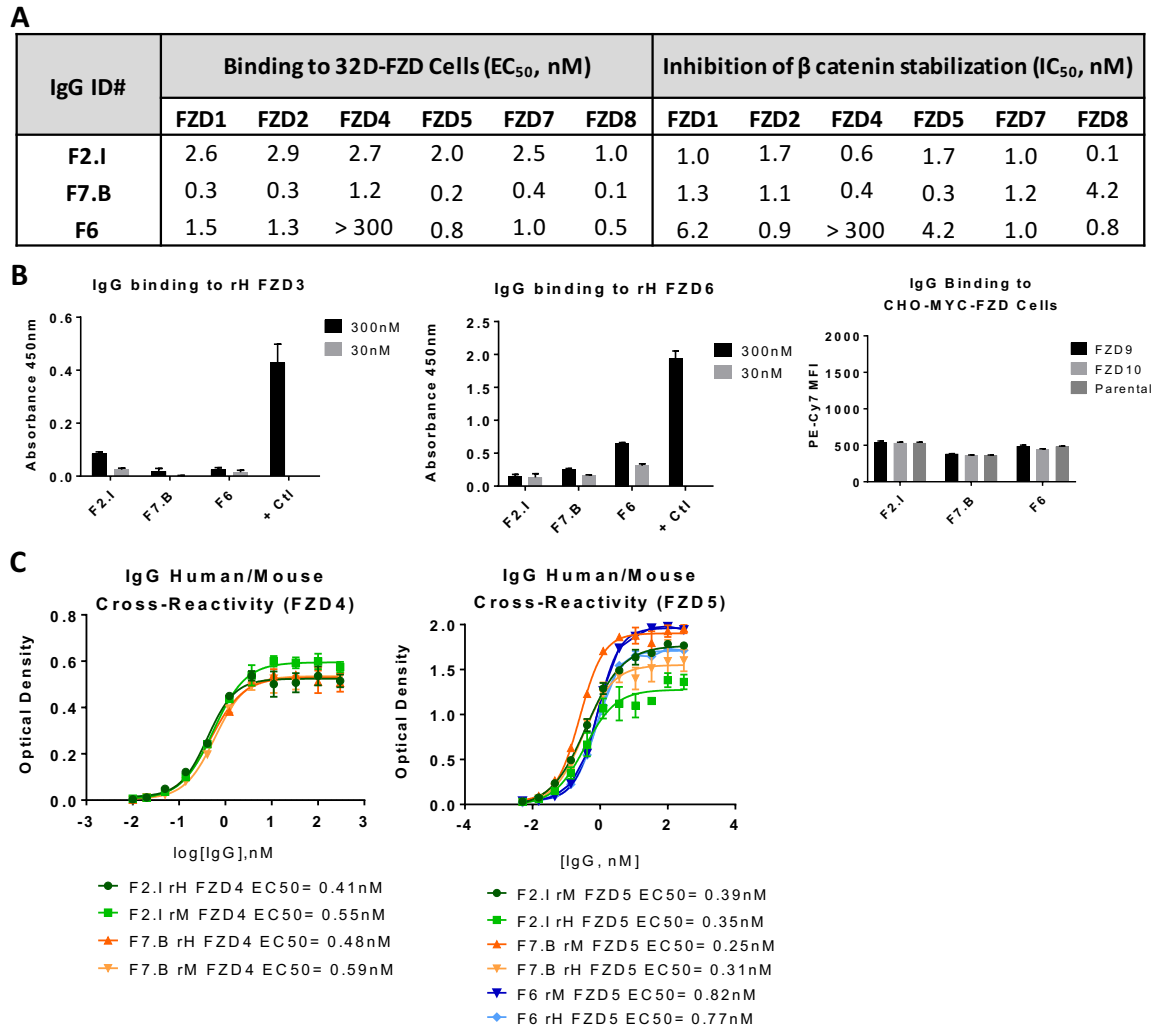 A
IgG ID# Binding to 32D-FZD Cells (EC50, nM) Inhibition of β catenin stabilization (IC50, nM)
FZD1 FZD2 FZD4 FZD5 FZD7 FZD8 FZD1 FZD2 FZD4 FZD5 FZD7 FZD8
F2.I 2.6 2.9 2.7 2.0 2.5 1.0 1.0 1.7 0.6 1.7 1.0 0.1
F7.B 0.3 0.3 1.2 0.2 0.4 0.1 1.3 1.1 0.4 0.3 1.2 4.2
F6 1.5 1.3 > 300 0.8 1.0 0.5 6.2 0.9 > 300 4.2 1.0 0.8
B
IgG binding to rH FZD3
Absorbance 450nm
0.6
0.4
0.2
0.0
F2.I F7.B F6 + Ctl
300nM
30nM
IgG binding to rH FZD6
Absorbance 450nm
2.5
2.0
1.5
1.0
0.5
0.0
F2.I F7.B F6 + Ctl
300nM
30nM
IgG Binding to
CHO-MYC-FZD Cells
PE-Cy7 MFI
2000
1500
1000
500
0
F2.I F7.B F6
FZD9
FZD10
Parental
C
IgG Human/Mouse
Cross-Reactivity (FZD4)
Optical Density
0.8
0.6
0.4
0.2
0.0
-3 -2 -1 0 1 2 3
log[IgG],nM
F2.I rH FZD4 EC50= 0.41nM
F2.I rM FZD4 EC50= 0.55nM
F7.B rH FZD4 EC50= 0.48nM
F7.B rM FZD4 EC50= 0.59nM
IgG Human/Mouse
Cross-Reactivity (FZD5)
Optical Density
2.0
1.5
1.0
0.5
0.0
-4 -2 0 2 4
[IgG, nM]
F2.I rM FZD5 EC50= 0.39nM
F2.I rH FZD5 EC50= 0.35nM
F7.B rM FZD5 EC50= 0.25nM
F7.B rH FZD5 EC50= 0.31nM
F6 rM FZD5 EC50= 0.82nM
F6 rH FZD5 EC50= 0.77nM